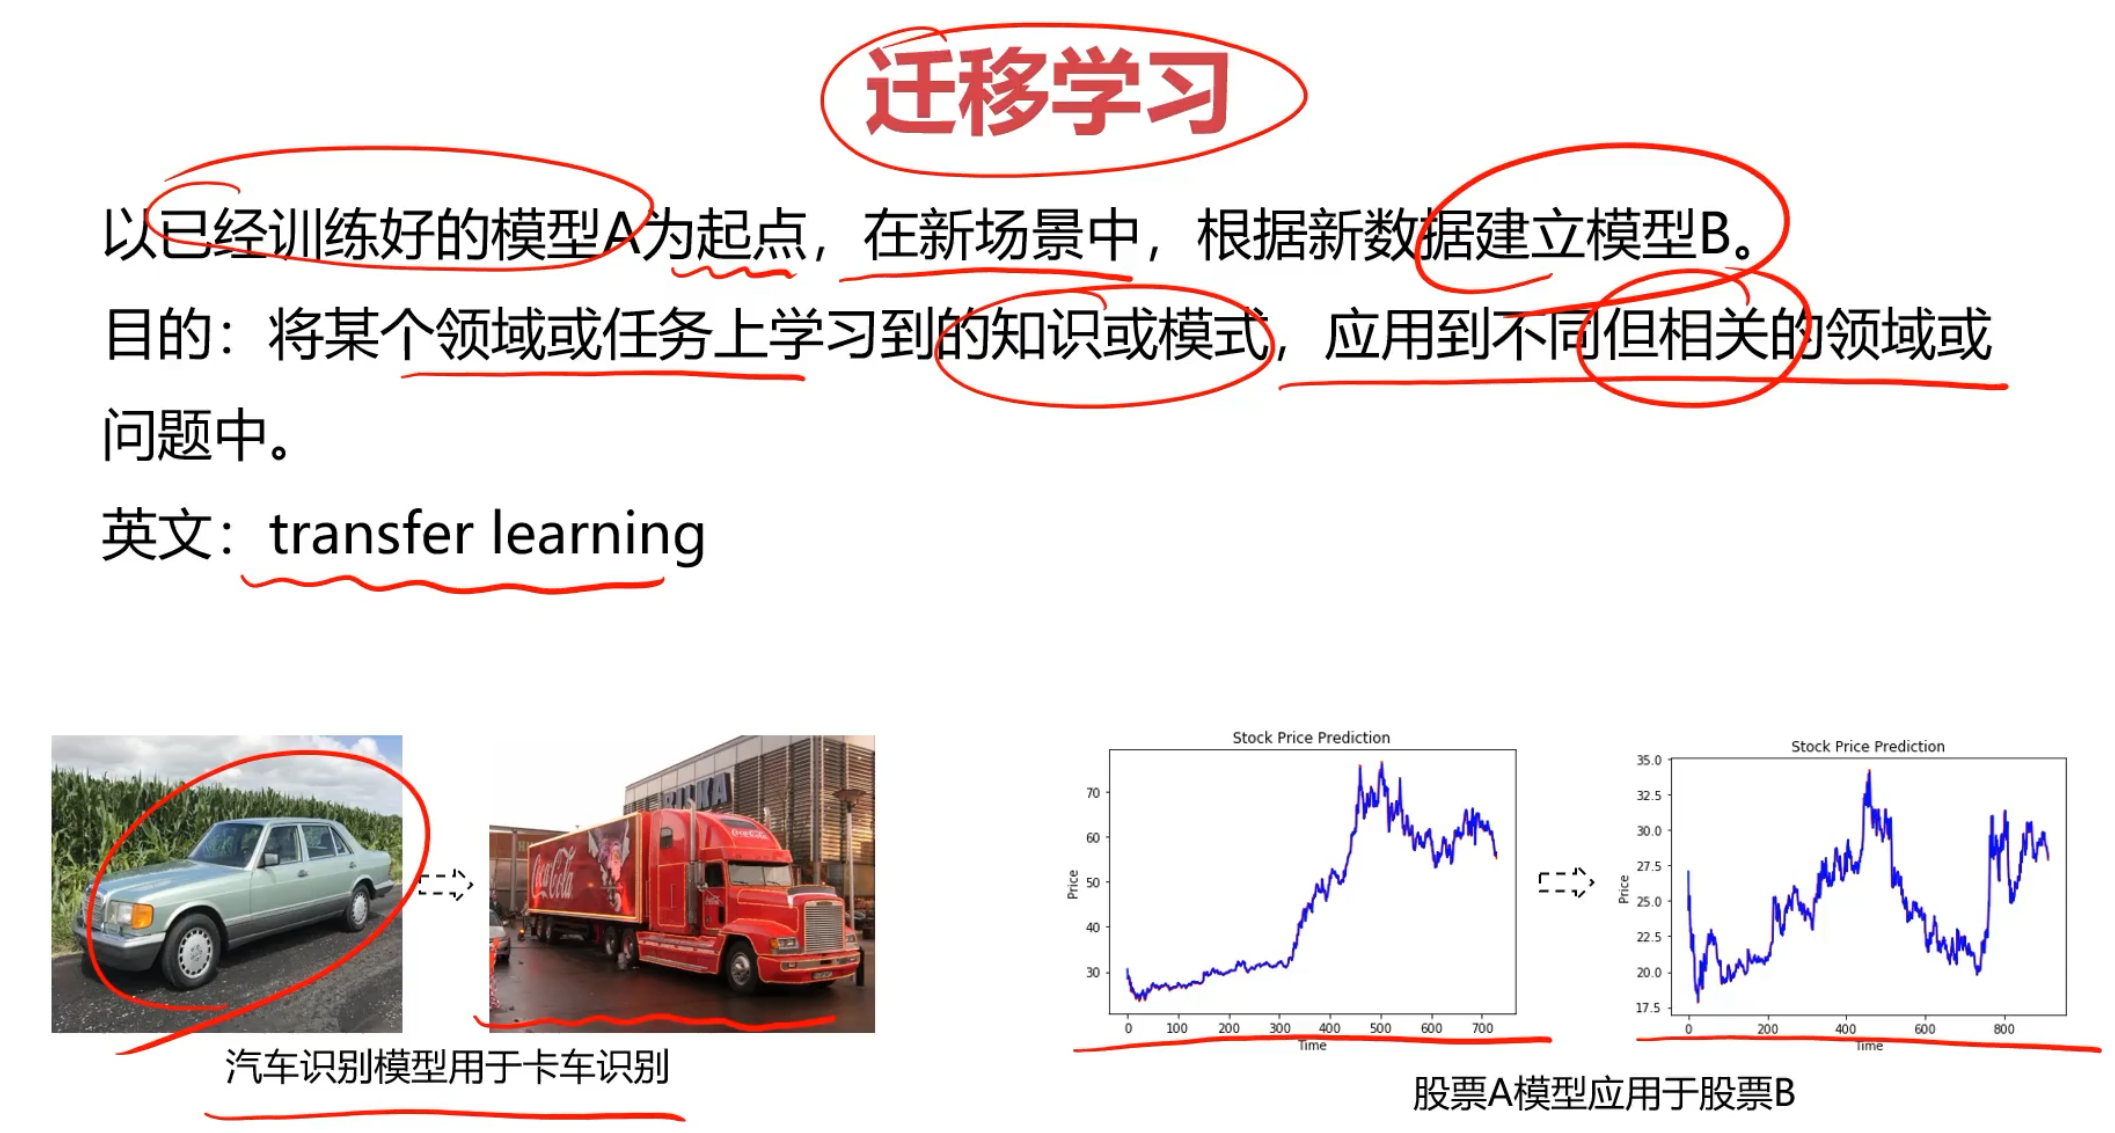 迁移学习
以已经训练好的模型A为起点，在新场景中，根据新数据建立模型B。
目的：将某个领域或任务上学习到的知识或模式，应用到不同但相关的领域或
问题中。
英文：transfer learning
Coca-Cola
汽车识别模型用于卡车识别
Stock Price Prediction
Price
70
60
50
40
30
0 100 200 300 400 500 600 700
Time
Stock Price Prediction
Price
35.0
32.5
30.0
27.5
25.0
22.5
20.0
17.5
0 200 400 600 800
Time
股票A模型应用于股票B